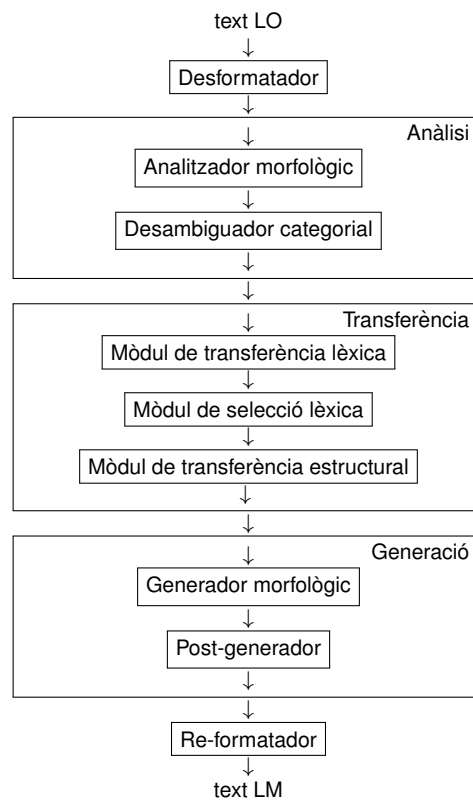 text LO
Desformatador
Anàlisi
Analitzador morfològic
Desambiguador categorial
Transferència
Mòdul de transferència lèxica
Mòdul de selecció lèxica
Mòdul de transferència estructural
Generació
Generador morfològic
Post-generador
Re-formatador
text LM